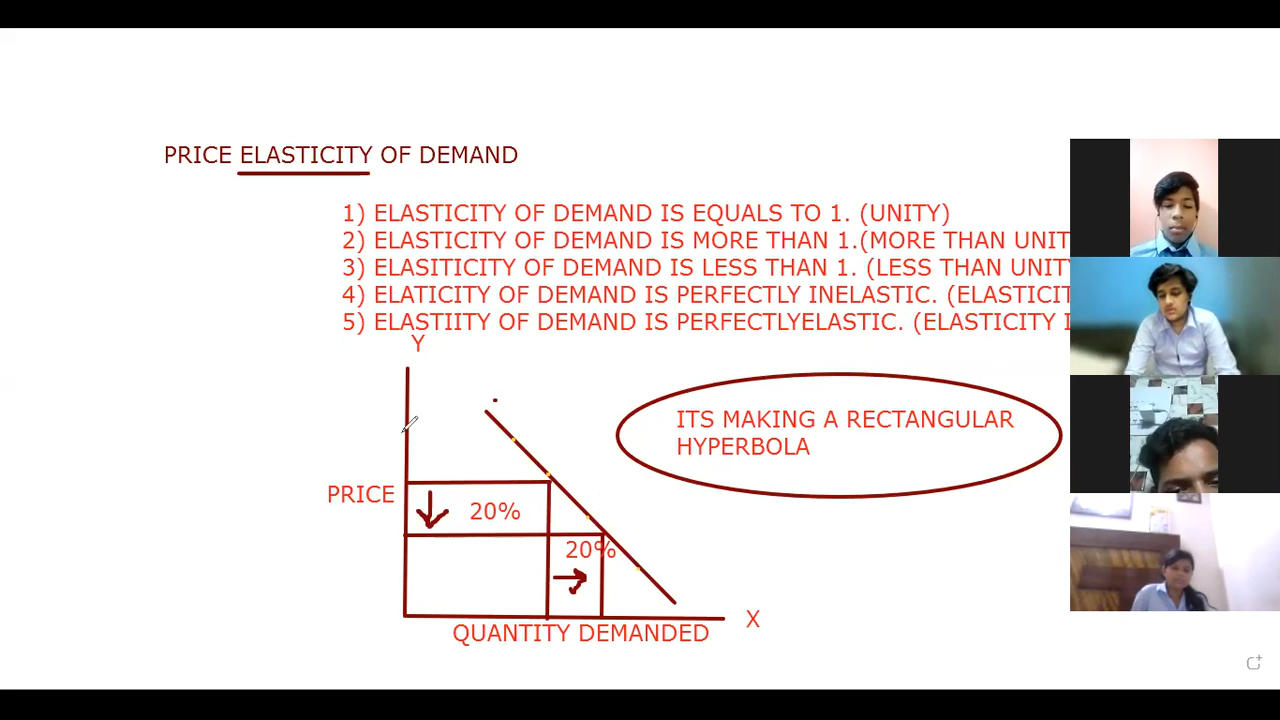 PRICE ELASTICITY OF DEMAND
1) ELASTICITY OF DEMAND IS EQUALS TO 1. (UNITY)
2) ELASTICITY OF DEMAND IS MORE THAN 1.(MORE THAN UNIT
3) ELASITICITY OF DEMAND IS LESS THAN 1. (LESS THAN UNITY
4) ELATICITY OF DEMAND IS PERFECTLY INELASTIC. (ELASTICIT
5) ELASTIITY OF DEMAND IS PERFECTLYELASTIC. (ELASTICITY I
Y
ITS MAKING A RECTANGULAR
HYPERBOLA
PRICE
20%
20%
X
QUANTITY DEMANDED